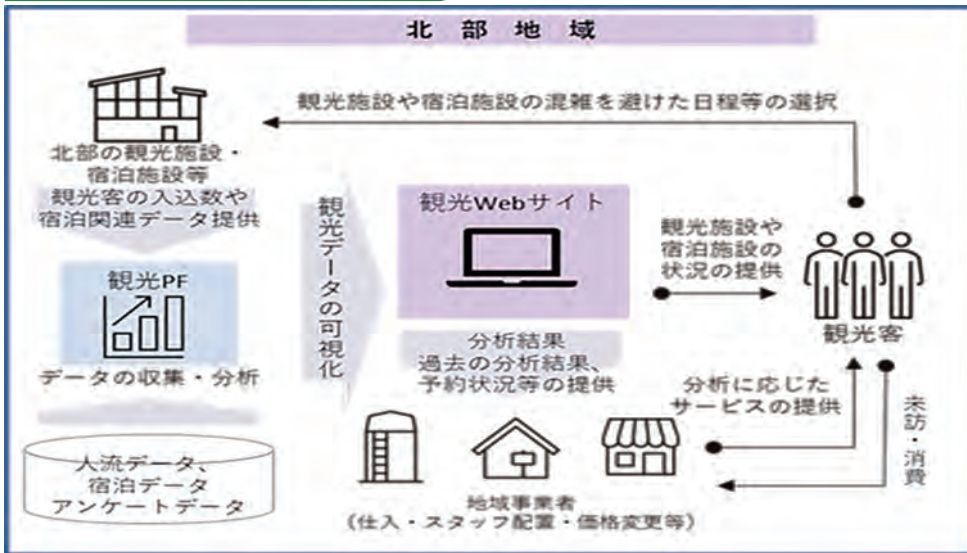 北部地域
観光施設や宿泊施設の混雑を避けた日程等の選択
北部の観光施設・
宿泊施設等
観光客の入込数や
宿泊関連データ提供
観光PF
データの収集・分析
人流データ、
宿泊データ
アンケートデータ
観光データの可視化
観光Webサイト
分析結果
過去の分析結果、
予約状況等の提供
観光施設や
宿泊施設の
状況の提供
観光客
分析に応じた
サービスの提供
来訪・消費
地域事業者
(仕入・スタッフ配置・価格変更等)